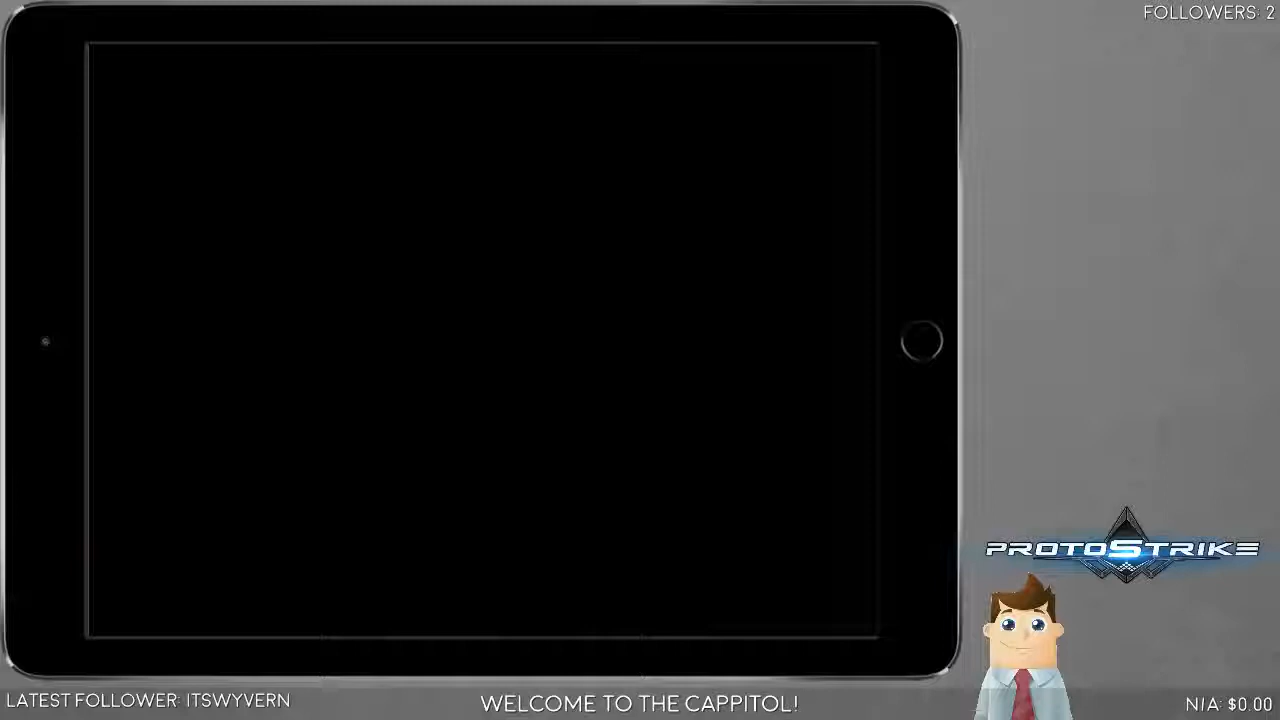 FOLLOWERS: 2
PROTOSTRIKE
LATEST FOLLOWER: ITSWYVERN
WELCOME TO THE CAPPITOL!
N/A: $0.00